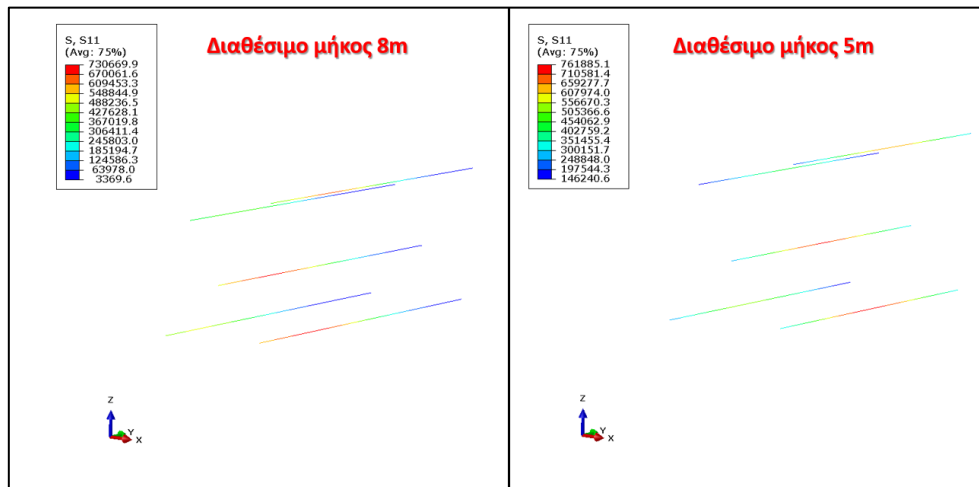 S, S11
(Avg: 75%)
730669.9
670061.6
609453.3
548844.9
488236.5
427628.1
367019.8
306411.4
245803.0
185194.7
124586.3
63978.0
3369.6
Διαθέσιμο μήκος 8m
Z
Y
X
S, S11
(Avg: 75%)
761885.1
710581.4
659277.7
607974.0
556670.3
505366.6
454062.9
402759.2
351455.4
300151.7
248848.0
197544.3
146240.6
Διαθέσιμο μήκος 5m
Z
Y
X